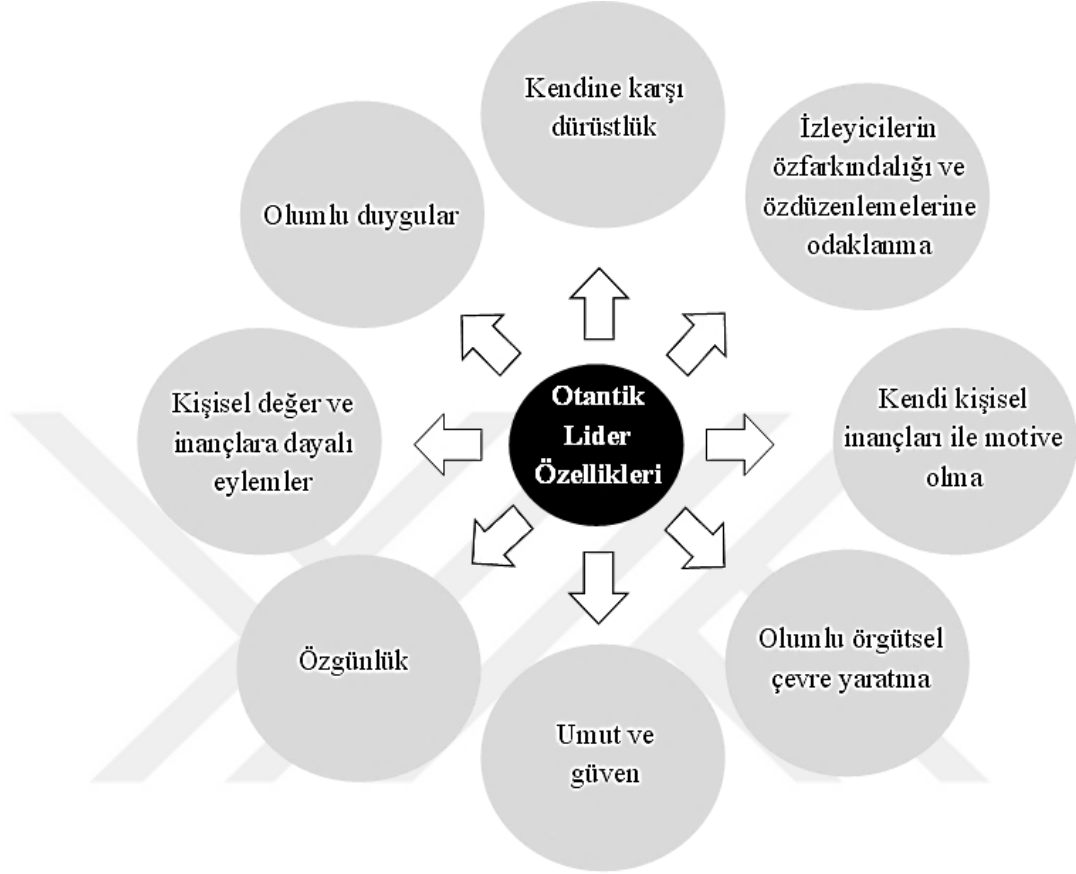 Kendine karşı
dürüstlük
İzleyicilerin
özfarkındalığı ve
özdüzenlemelerine
odaklanma
Kendi kişisel
inançları ile motive
olma
Olumlu örgütsel
çevre yaratma
Umut ve
güven
Özgünlük
Kişisel değer ve
inançlara dayalı
eylemler
Olumlu duygular
Otantik
Lider
Özellikleri